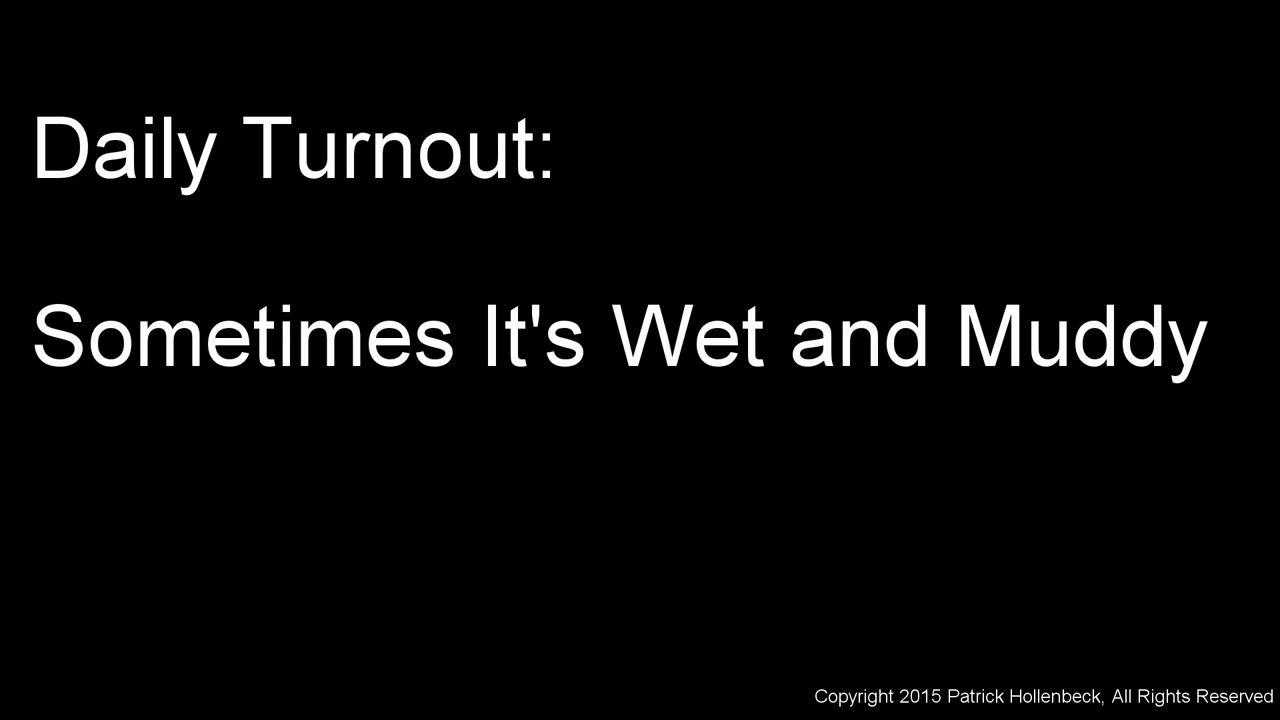 Daily Turnout:
Sometimes It's Wet and Muddy
Copyright 2015 Patrick Hollenbeck, All Rights Reserved